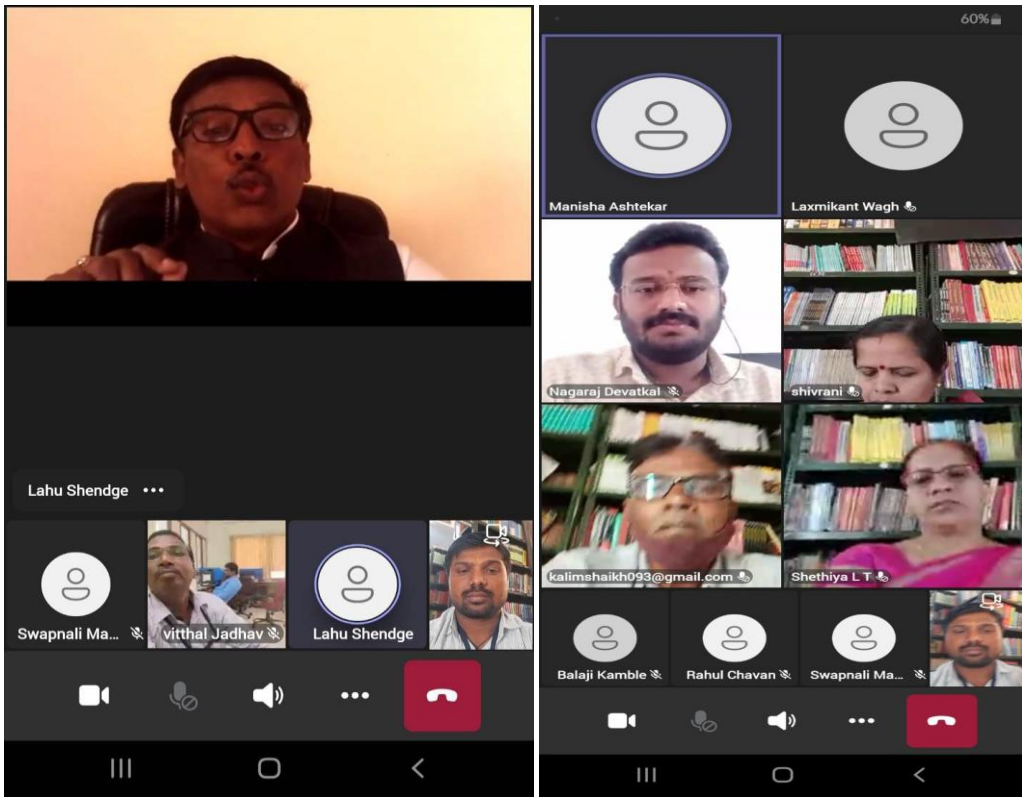 Lahu Shendge
Swapnali Ma...
vitthal Jadhav
Lahu Shendge
60%
Manisha Ashtekar
Laxmikant Wagh
Nagaraj Devatkal
shivrani
kalimshaikh093@gmail.com
Shethiya L T
Balaji Kamble
Rahul Chavan
Swapnali Ma...